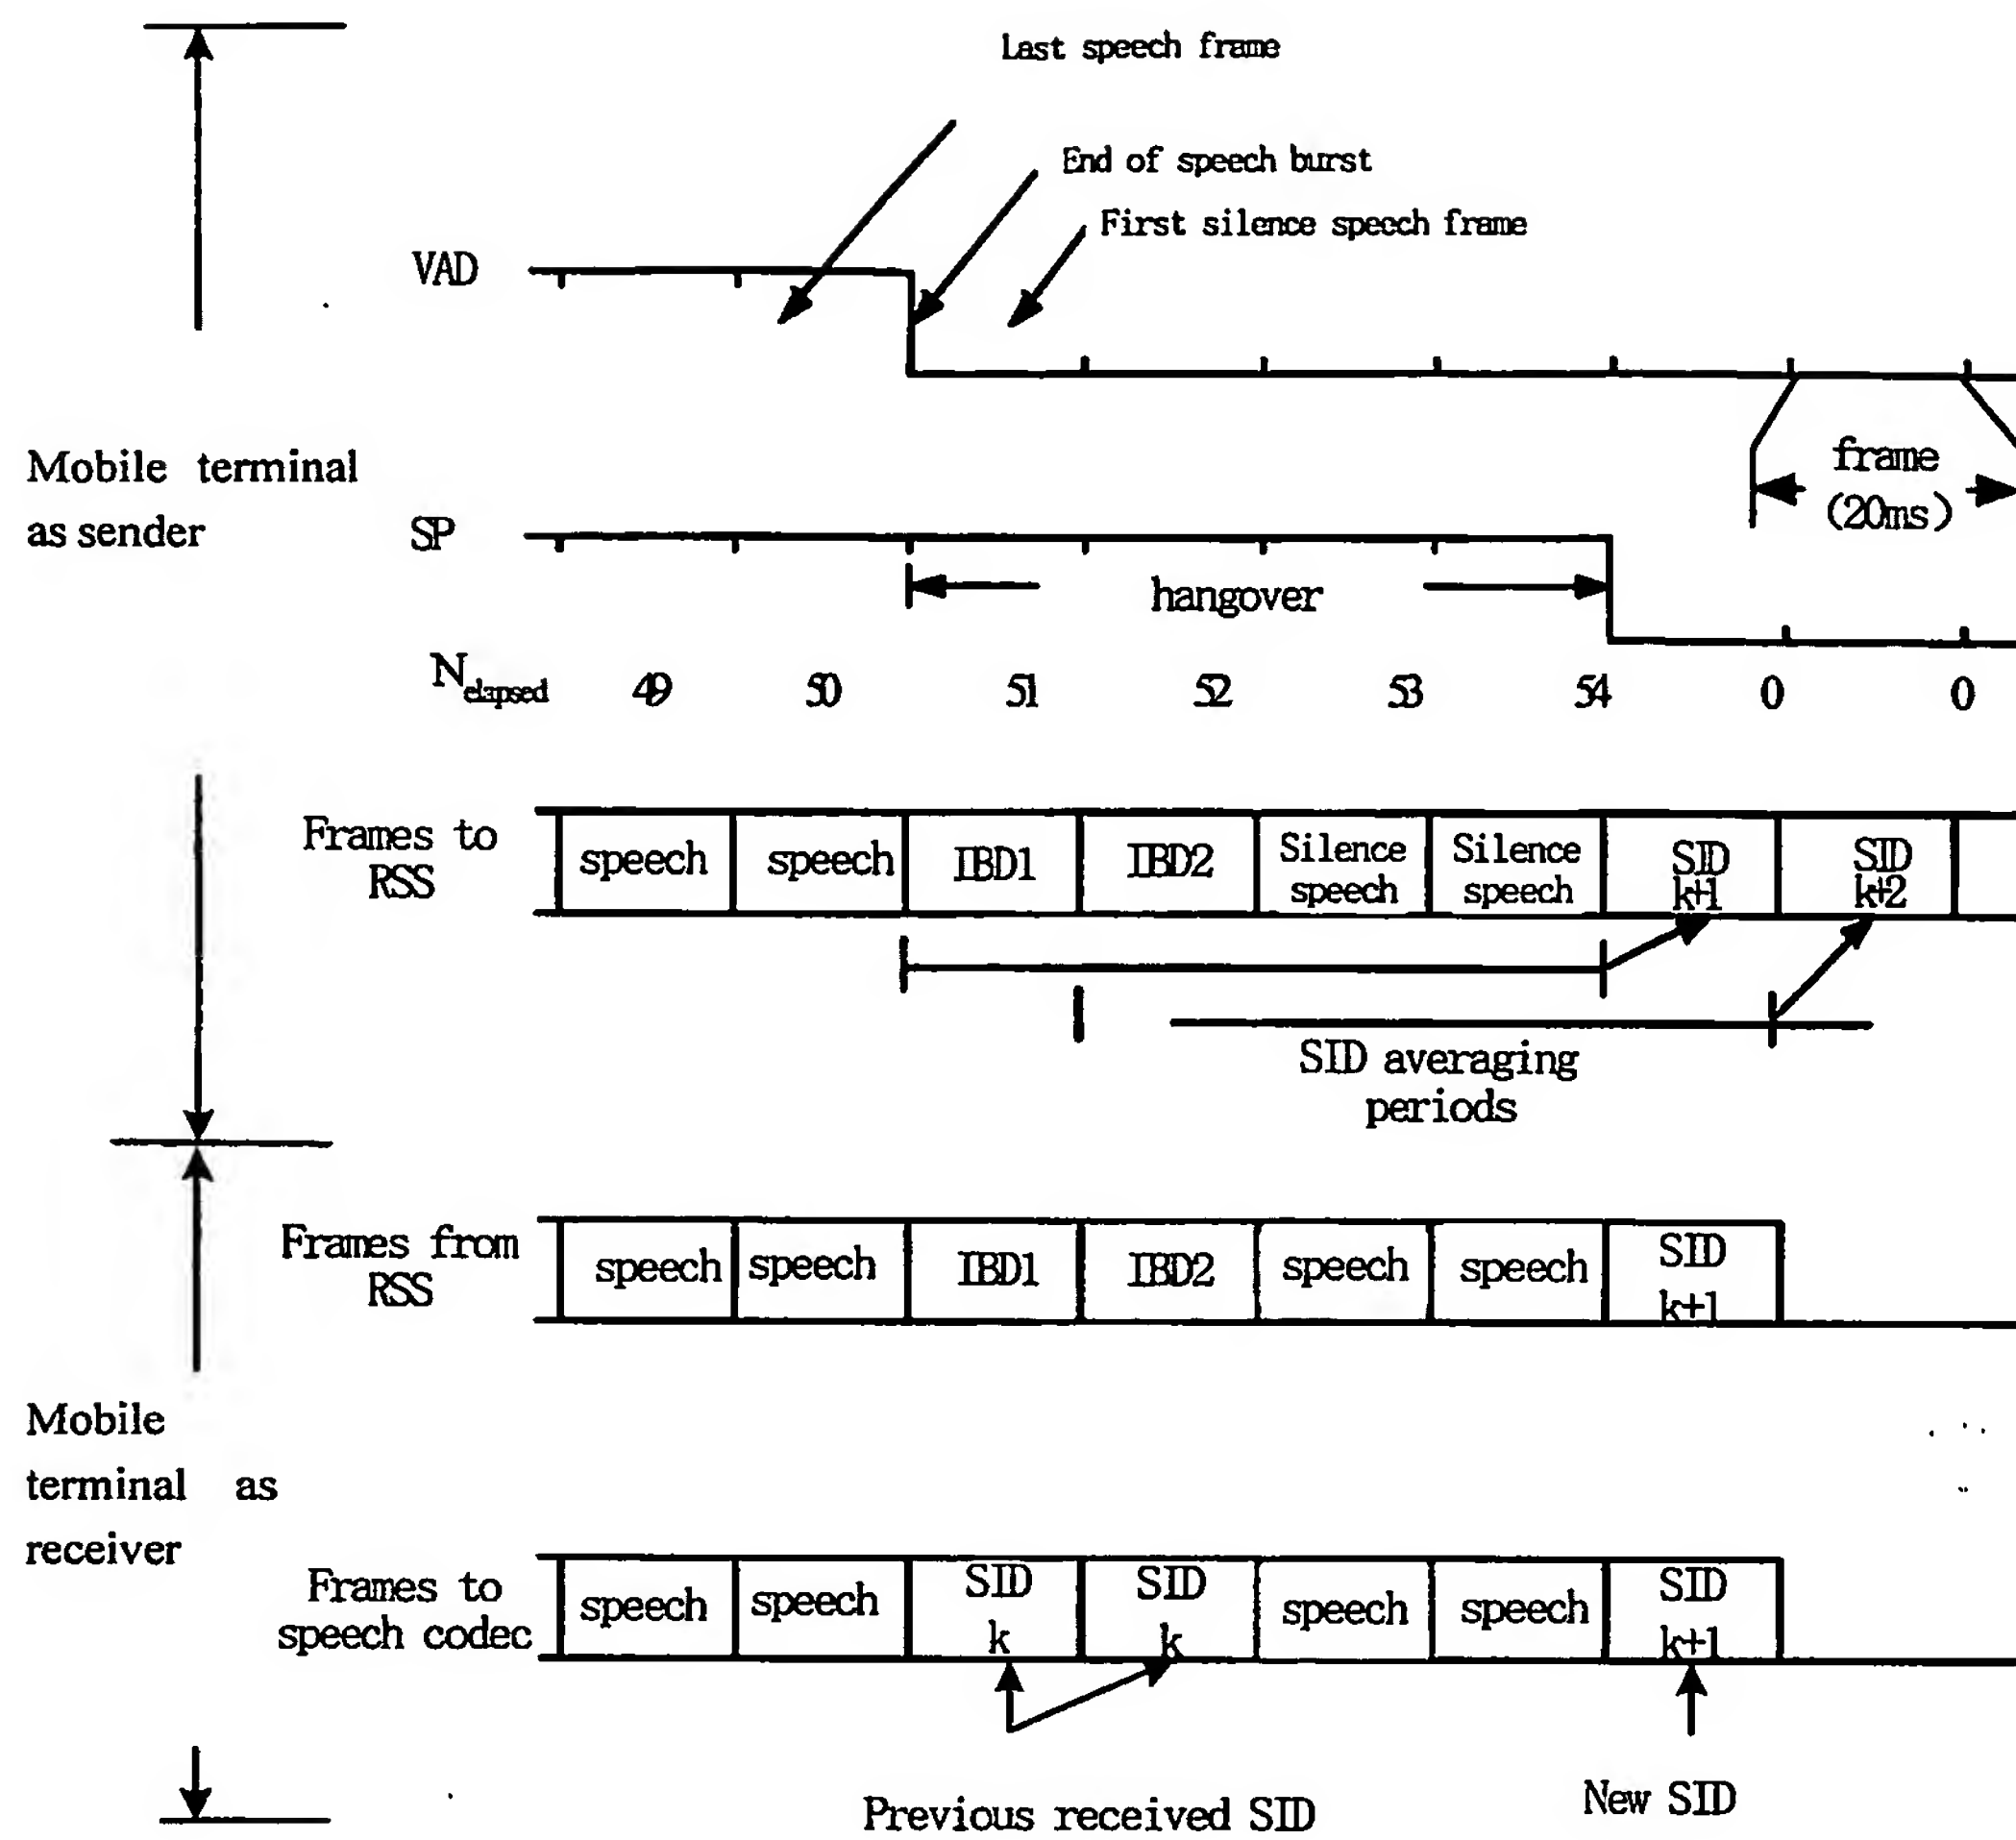 Last speech frame
End of speech burst
First silence speech frame
VAD
Mobile terminal
as sender
frame
(20ms)
SP
hangover
Nelapsed 49 50 51 52 53 54 0 0
Frames to
RSS
speech speech IBD1 IBD2 Silence
speech Silence
speech SID
k+1 SID
k+2
SID averaging
periods
Frames from
RSS
speech speech IBD1 IBD2 speech speech SID
k+1
Mobile
terminal as
receiver
Frames to
speech codec
speech speech SID
k SID
k speech speech SID
k+1
Previous received SID
New SID